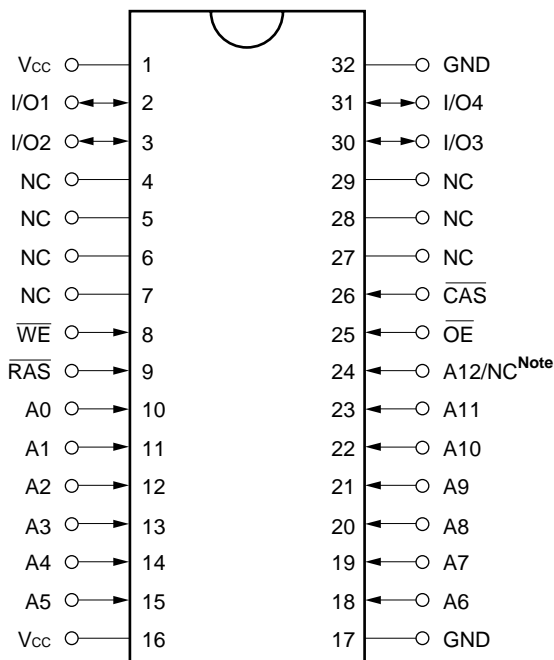 Vcc 1 32 GND
I/O1 2 31 I/O4
I/O2 3 30 I/O3
NC 4 29 NC
NC 5 28 NC
NC 6 27 NC
NC 7 26 CAS
WE 8 25 OE
RAS 9 24 A12/NC Note
A0 10 23 A11
A1 11 22 A10
A2 12 21 A9
A3 13 20 A8
A4 14 19 A7
A5 15 18 A6
Vcc 16 17 GND